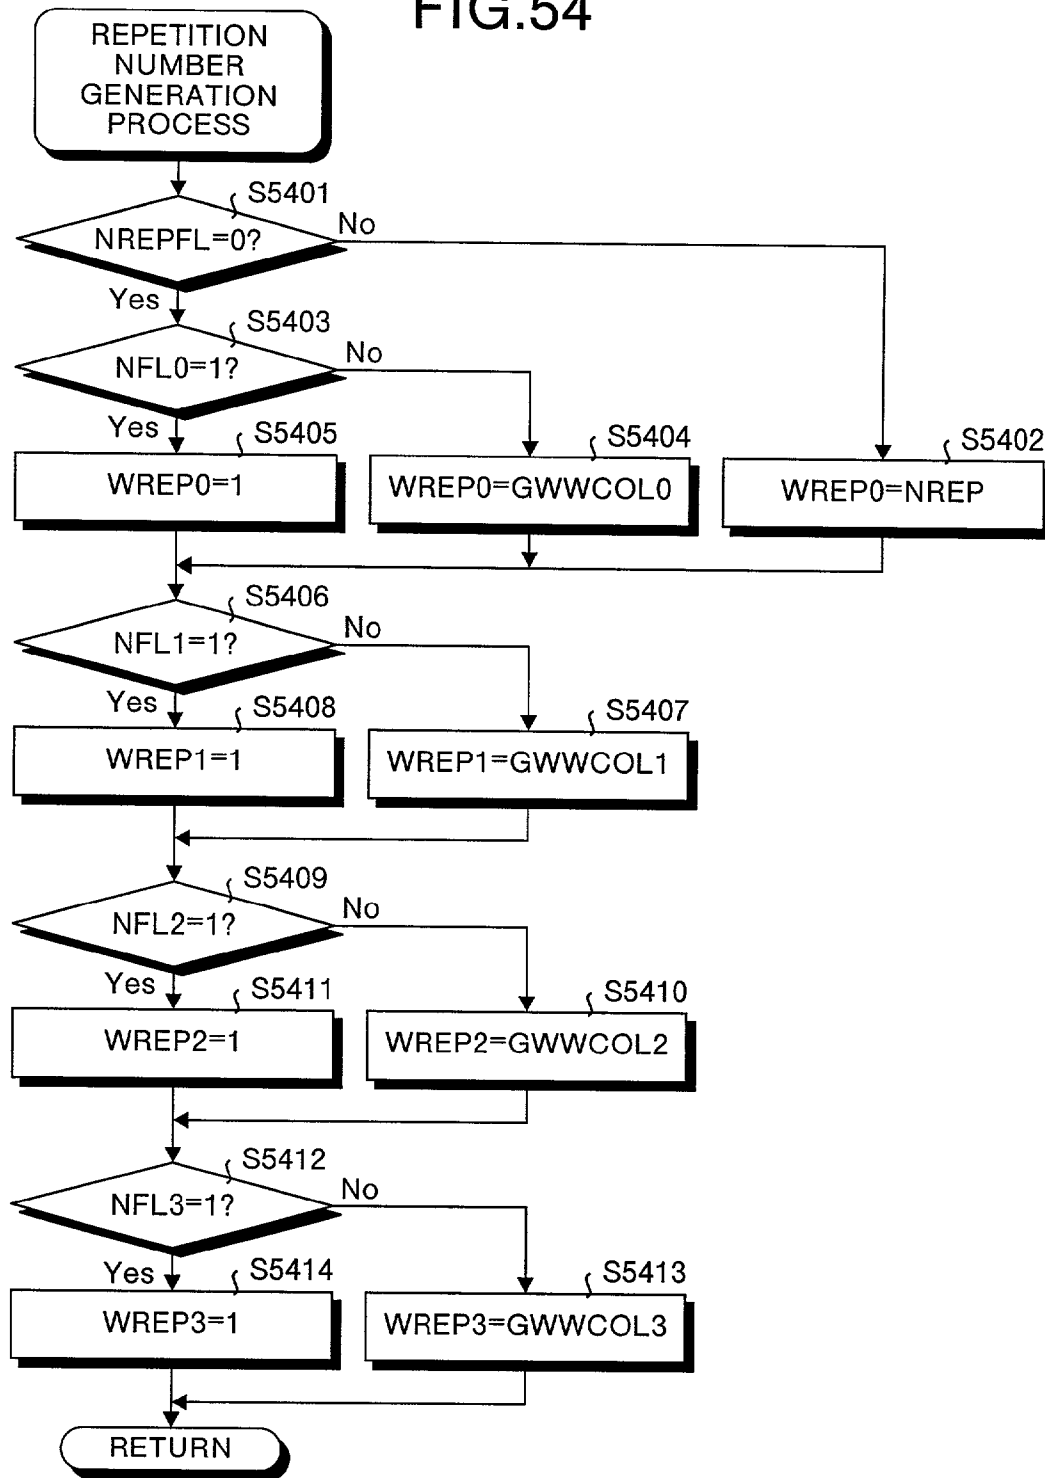 FIG.54
REPETITION
NUMBER
GENERATION
PROCESS
S5401
NREPFL=0?
No
Yes
S5403
NFL0=1?
No
Yes
S5405
WREP0=1
S5404
WREP0=GWWCOL0
S5402
WREP0=NREP
S5406
NFL1=1?
No
Yes
S5408
WREP1=1
S5407
WREP1=GWWCOL1
S5409
NFL2=1?
No
Yes
S5411
WREP2=1
S5410
WREP2=GWWCOL2
S5412
NFL3=1?
No
Yes
S5414
WREP3=1
S5413
WREP3=GWWCOL3
RETURN